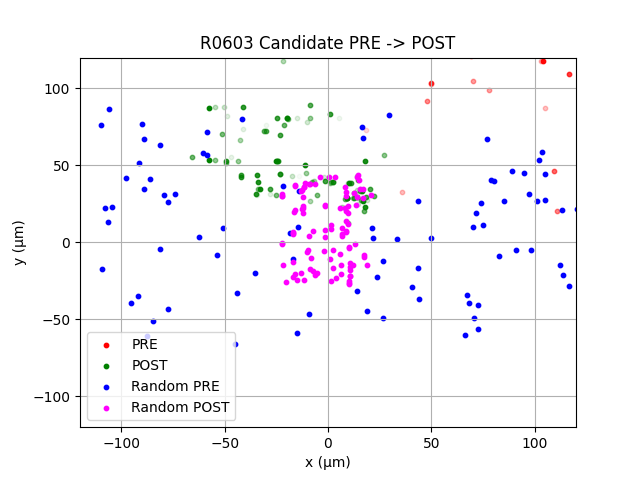 R0603 Candidate PRE -> POST
y (μm)
100
50
0
−50
−100
PRE
POST
Random PRE
Random POST
−100 −50 0 50 100
x (μm)